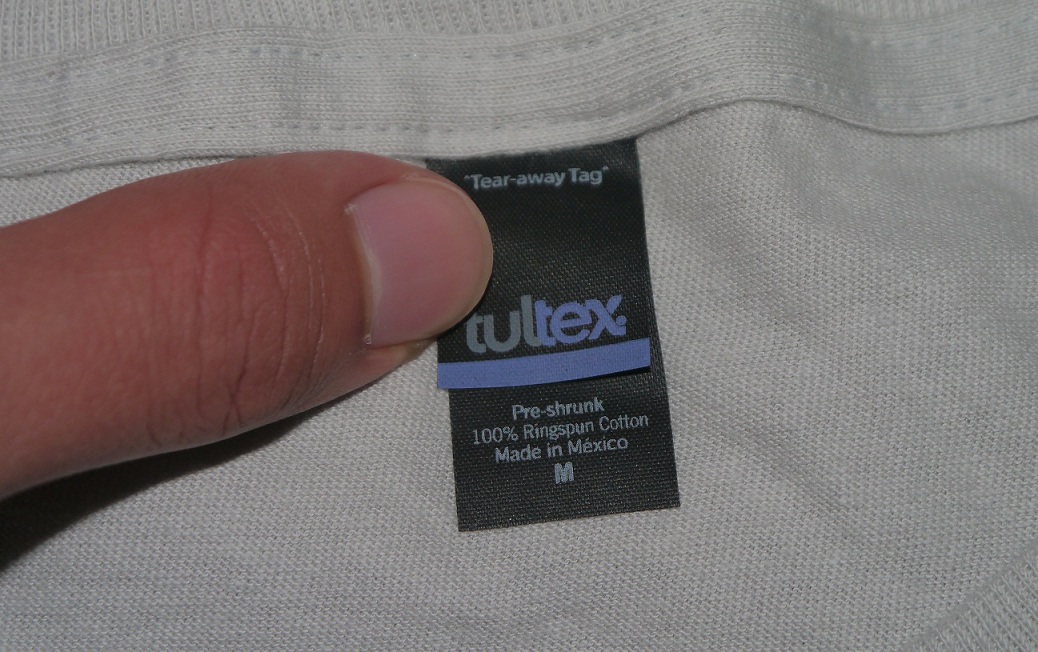 "Tear-away Tag"
tultex.
Pre-shrunk
100% Ringspun Cotton
Made in México
M